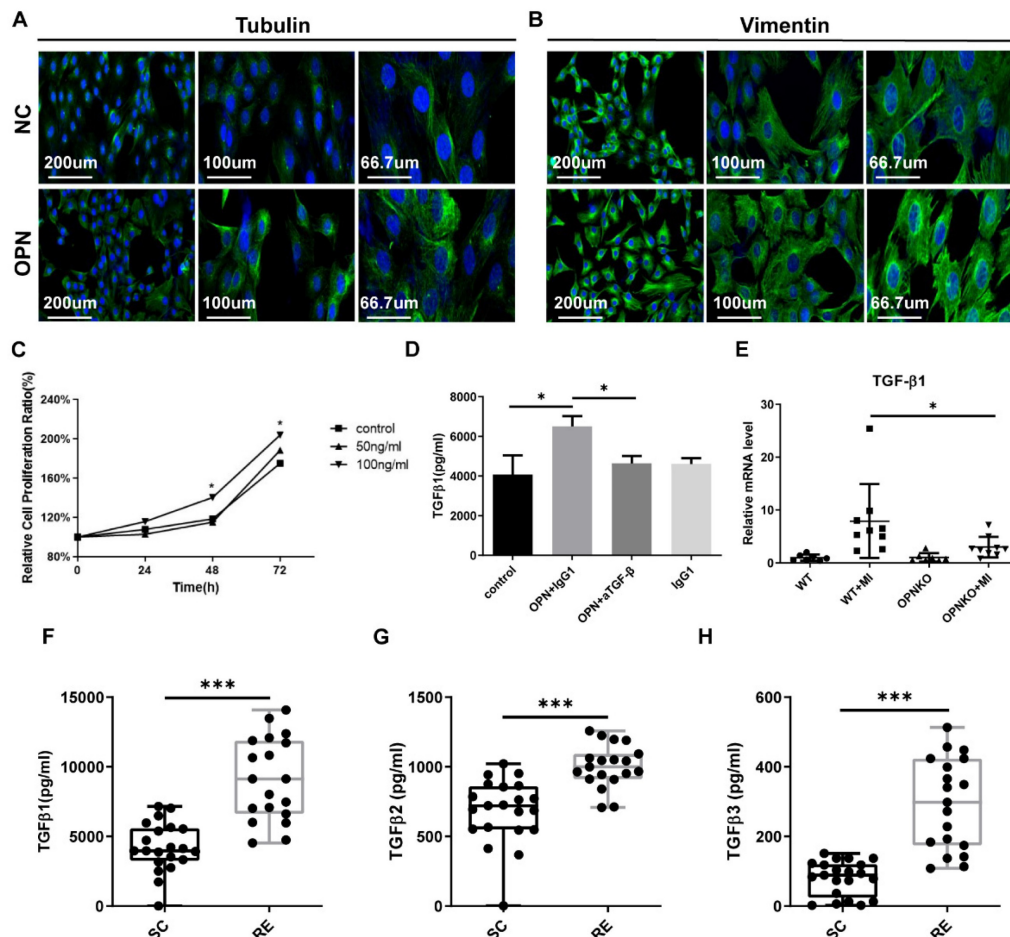 A
Tubulin
B
Vimentin
NC
200um
100um
66.7um
200um
100um
66.7um
OPN
200um
100um
66.7um
200um
100um
66.7um
C
Relative Cell Proliferation Ratio(%)
240%
200%
160%
120%
80%
0
24
48
72
Time(h)
*
*
control
50ng/ml
100ng/ml
D
TGFβ1(pg/ml)
8000
6000
4000
2000
0
*
*
control
OPN+IgG1
OPN+aTGF-β
IgG1
E
TGF-β1
Relative mRNA level
30
20
10
0
*
WT
WT+MI
OPNKO
OPNKO+MI
F
TGFβ1 (pg/ml)
15000
10000
5000
0
***
SC
RE
G
TGFβ2 (pg/ml)
1500
1000
500
0
***
SC
RE
H
TGFβ3 (pg/ml)
600
400
200
0
***
SC
RE